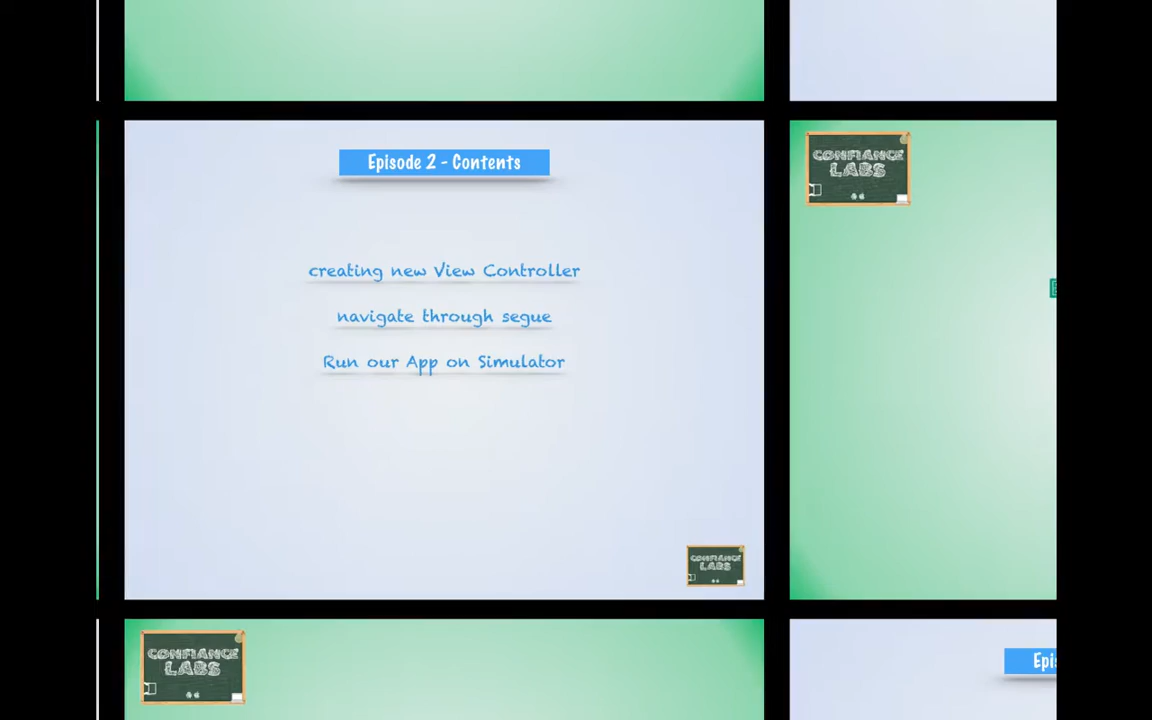 Episode 2 - Contents
CONFIANCE
LABS
creating new View Controller
navigate through segue
Run our App on Simulator
CONFIANCE
LABS
CONFIANCE
LABS
Epi